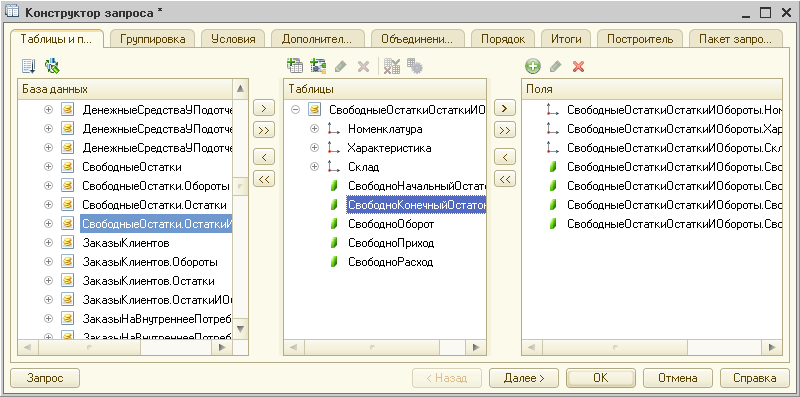 Конструктор запроса *
Таблицы и п...
Группировка
Условия
Дополнител...
Объединени...
Порядок
Итоги
Построитель
Пакет запро...
База данных
ДенежныеСредстваУПодотче
ДенежныеСредстваУПодотче
ДенежныеСредстваУПодотче
СвободныеОстатки
СвободныеОстатки.Обороты
СвободныеОстатки.Остатки
СвободныеОстатки.ОстаткиИ
ЗаказыКлиентов
ЗаказыКлиентов.Обороты
ЗаказыКлиентов.Остатки
ЗаказыКлиентов.ОстаткиИОб
ЗаказыНаВнутреннееПотреб
ЗаказыНаВнутреннееПотреб
Таблицы
СвободныеОстаткиОстаткиИО
Номенклатура
Характеристика
Склад
СвободноНачальныйОстато
СвободноКонечныйОстаток
СвободноОборот
СвободноПриход
СвободноРасход
Поля
СвободныеОстаткиОстаткиИОбороты.Ном
СвободныеОстаткиОстаткиИОбороты.Хар
СвободныеОстаткиОстаткиИОбороты.Скл
СвободныеОстаткиОстаткиИОбороты.Сво
СвободныеОстаткиОстаткиИОбороты.Сво
СвободныеОстаткиОстаткиИОбороты.Сво
СвободныеОстаткиОстаткиИОбороты.Сво
Запрос
< Назад
Далее >
OK
Отмена
Справка